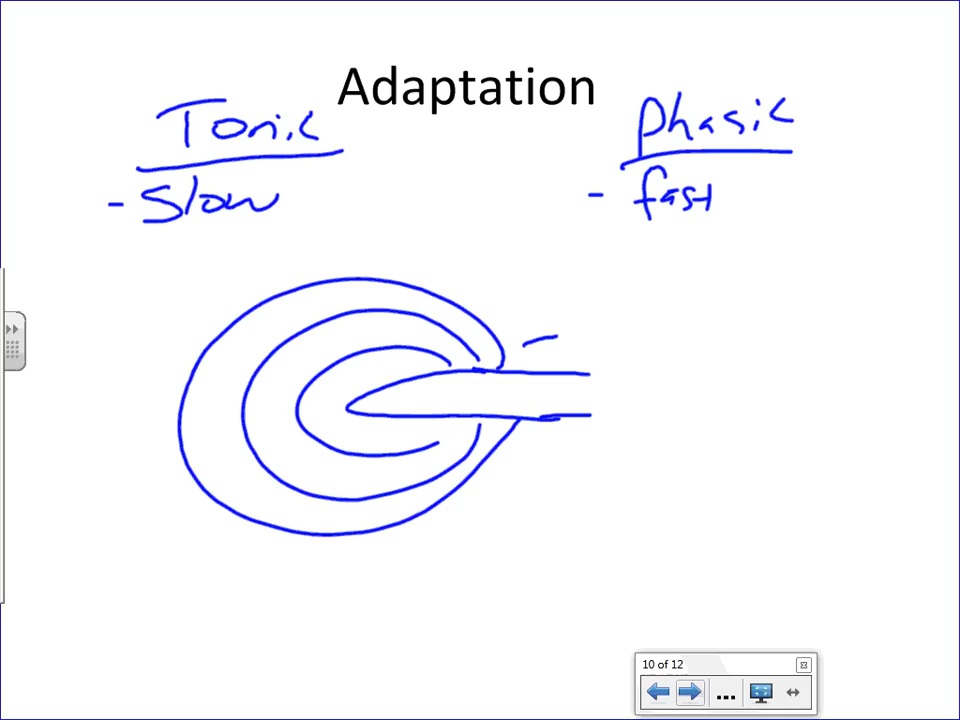 Adaptation
Tonic
Phasic
- Slow
- fast
10 of 12
...